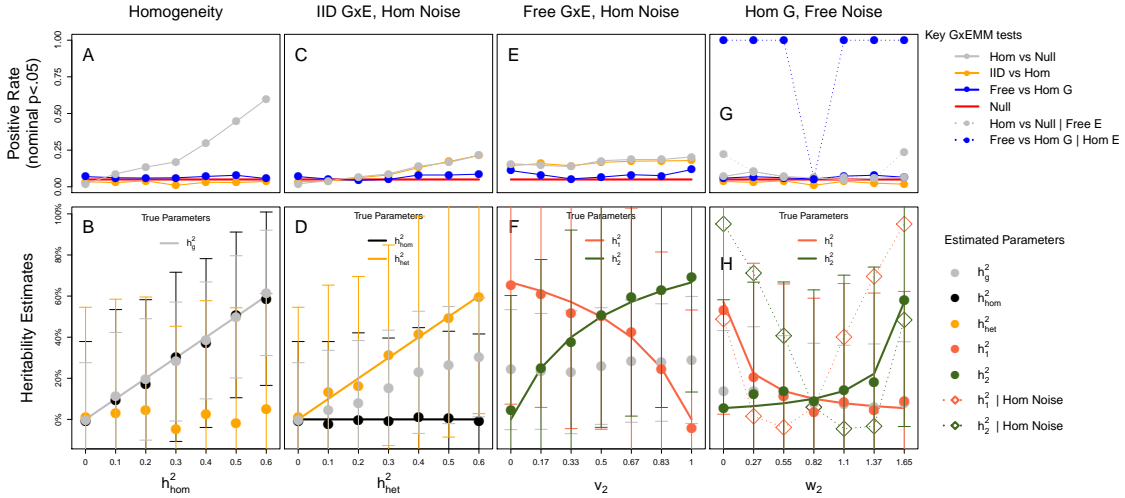 Homogeneity
IID GxE, Hom Noise
Free GxE, Hom Noise
Hom G, Free Noise
Positive Rate
(nominal p<.05)
1.00
0.75
0.50
0.25
0.00
A
C
E
G
Key GxEMM tests
Hom vs Null
IID vs Hom
Free vs Hom G
Null
Hom vs Null | Free E
Free vs Hom G | Hom E
Heritability Estimates
100%
80%
60%
40%
20%
0%
B
True Parameters
h²g
D
True Parameters
h²hom
h²het
F
True Parameters
h²1
h²2
H
True Parameters
h²1
h²2
Estimated Parameters
h²g
h²hom
h²het
h²1
h²2
h²1 | Hom Noise
h²2 | Hom Noise
0 0.1 0.2 0.3 0.4 0.5 0.6
0 0.1 0.2 0.3 0.4 0.5 0.6
0 0.17 0.33 0.5 0.67 0.83 1
0 0.27 0.55 0.82 1.1 1.37 1.65
h²hom
h²het
v2
w2